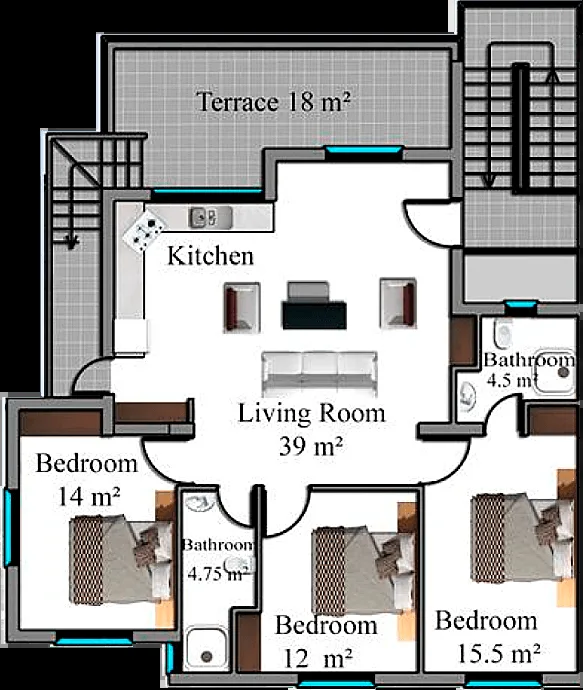 Terrace 18 m²
Kitchen
Bathroom
4.5 m²
Living Room
39 m²
Bedroom
14 m²
Bathroom
4.75 m²
Bedroom
12 m²
Bedroom
15.5 m²